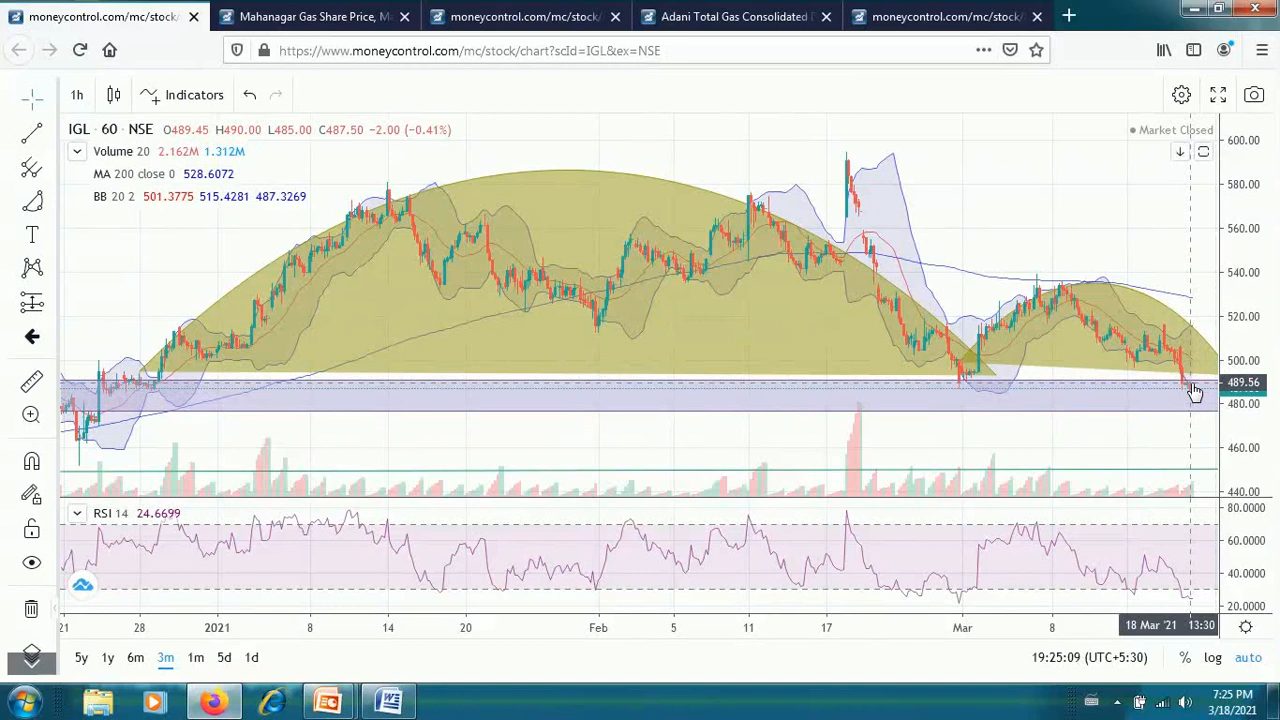 moneycontrol.com/mc/stock/
Mahanagar Gas Share Price, M
moneycontrol.com/mc/stock/
Adani Total Gas Consolidated
moneycontrol.com/mc/stock/
https://www.moneycontrol.com/mc/stock/chart?scId=IGL&ex=NSE
1h
Indicators
IGL · 60 · NSE O489.45 H490.00 L485.00 C487.50 −2.00 (−0.41%)
Market Closed
Volume 20 2.162M 1.312M
MA 200 close 0 528.6072
BB 20 2 501.3775 515.4281 487.3269
600.00
580.00
560.00
540.00
520.00
500.00
489.56
480.00
460.00
440.00
RSI 14 24.6699
80.0000
60.0000
40.0000
20.0000
21 28 2021 8 14 20 Feb 5 11 17 Mar 8 18 Mar '21 13:30
5y 1y 6m 3m 1m 5d 1d
19:25:09 (UTC+5:30) % log auto
7:25 PM
3/18/2021